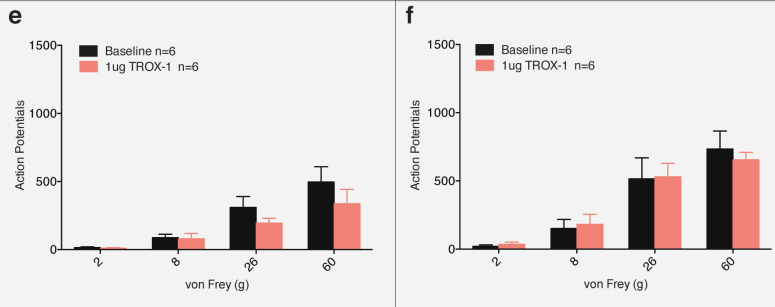 e
1500
1000
500
0
Action Potentials
Baseline n=6
1ug TROX-1 n=6
2
8
26
60
von Frey (g)
f
1500
1000
500
0
Action Potentials
Baseline n=6
1ug TROX-1 n=6
2
8
26
60
von Frey (g)